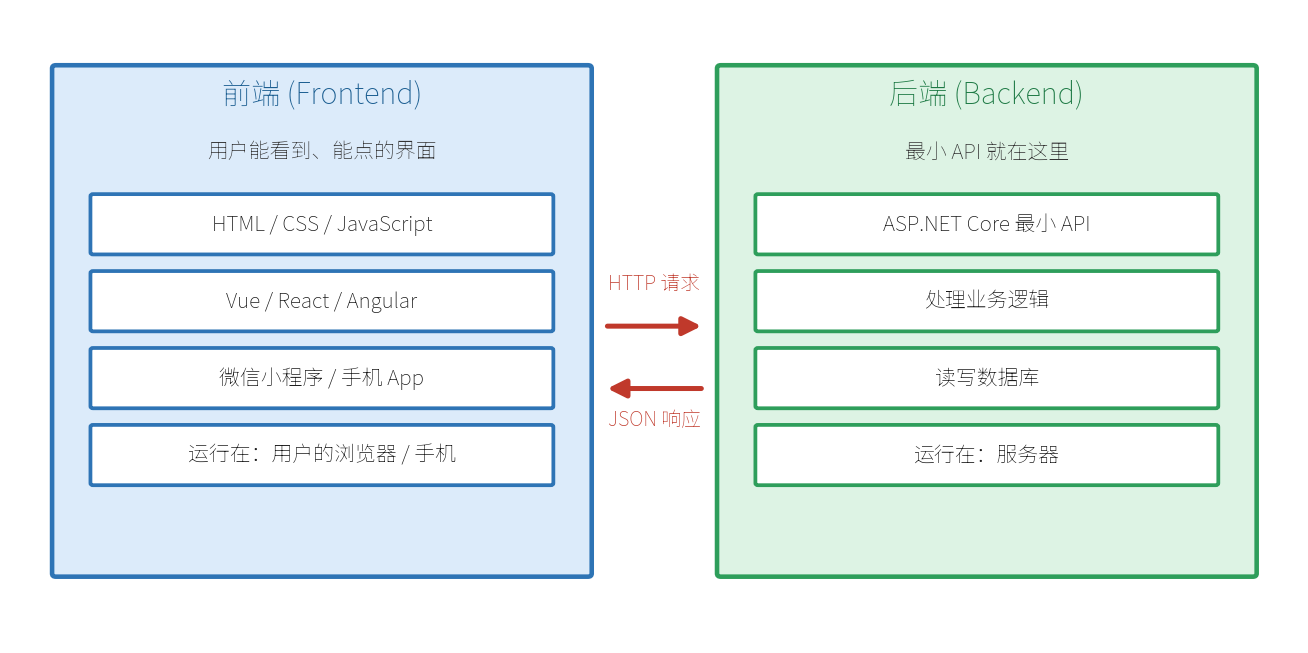 前端 (Frontend)
用户能看到、能点的界面
HTML / CSS / JavaScript
Vue / React / Angular
微信小程序 / 手机 App
运行在：用户的浏览器 / 手机
HTTP 请求
JSON 响应
后端 (Backend)
最小 API 就在这里
ASP.NET Core 最小 API
处理业务逻辑
读写数据库
运行在：服务器